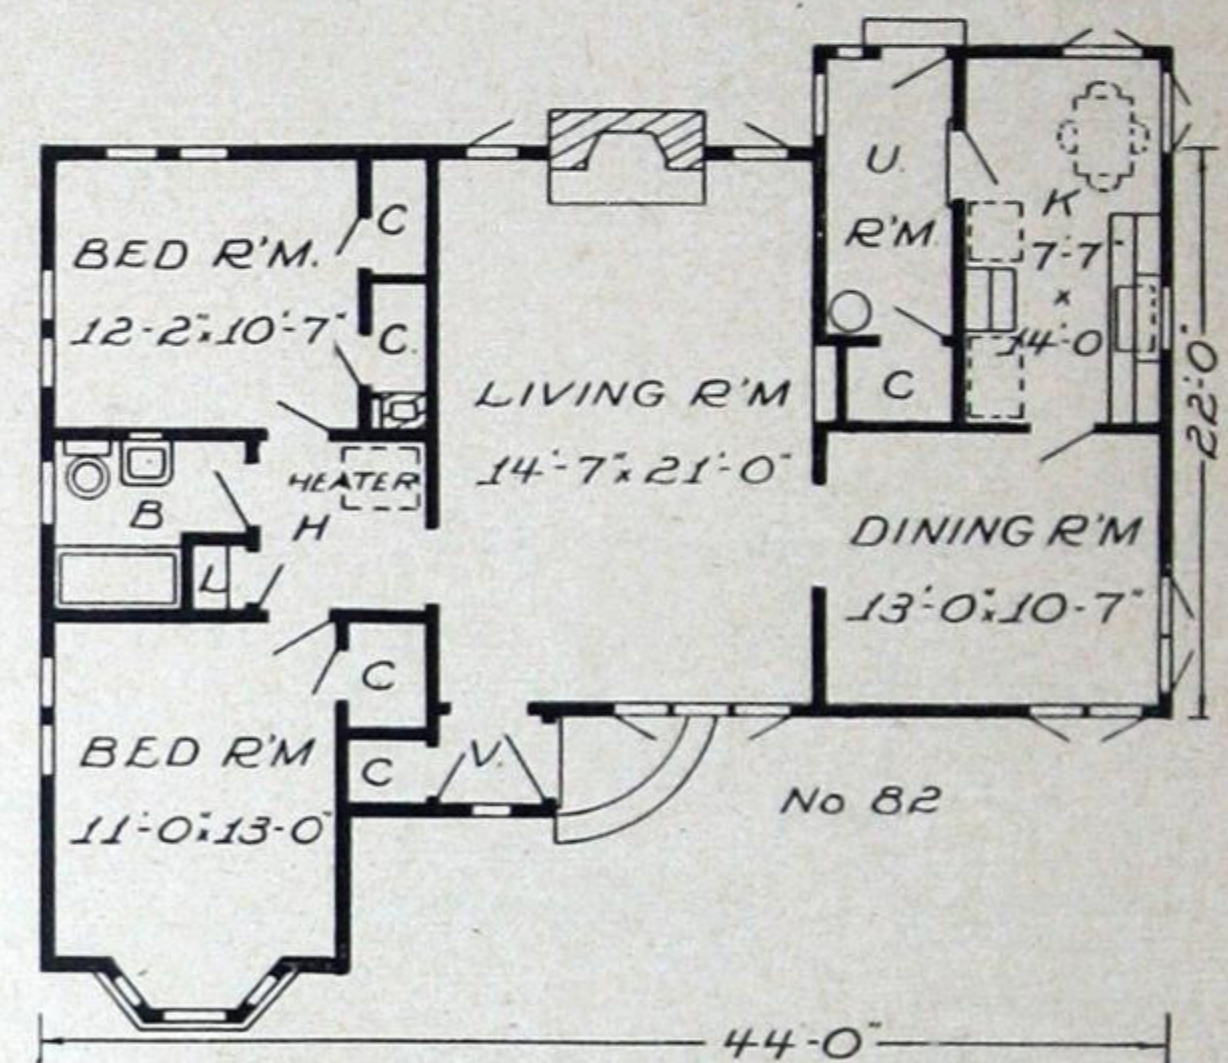 U.
R'M.
K
7'-7"
x
14'-0
C
BED R'M.
12'-2"x10'-7"
C
C.
LIVING R'M
14'-7"x21'-0"
HEATER
H
B
L
DINING R'M
13'-0"x10'-7"
22'-0"
C
C
V.
BED R'M
11'-0"x13'-0"
No 82
44'-0"